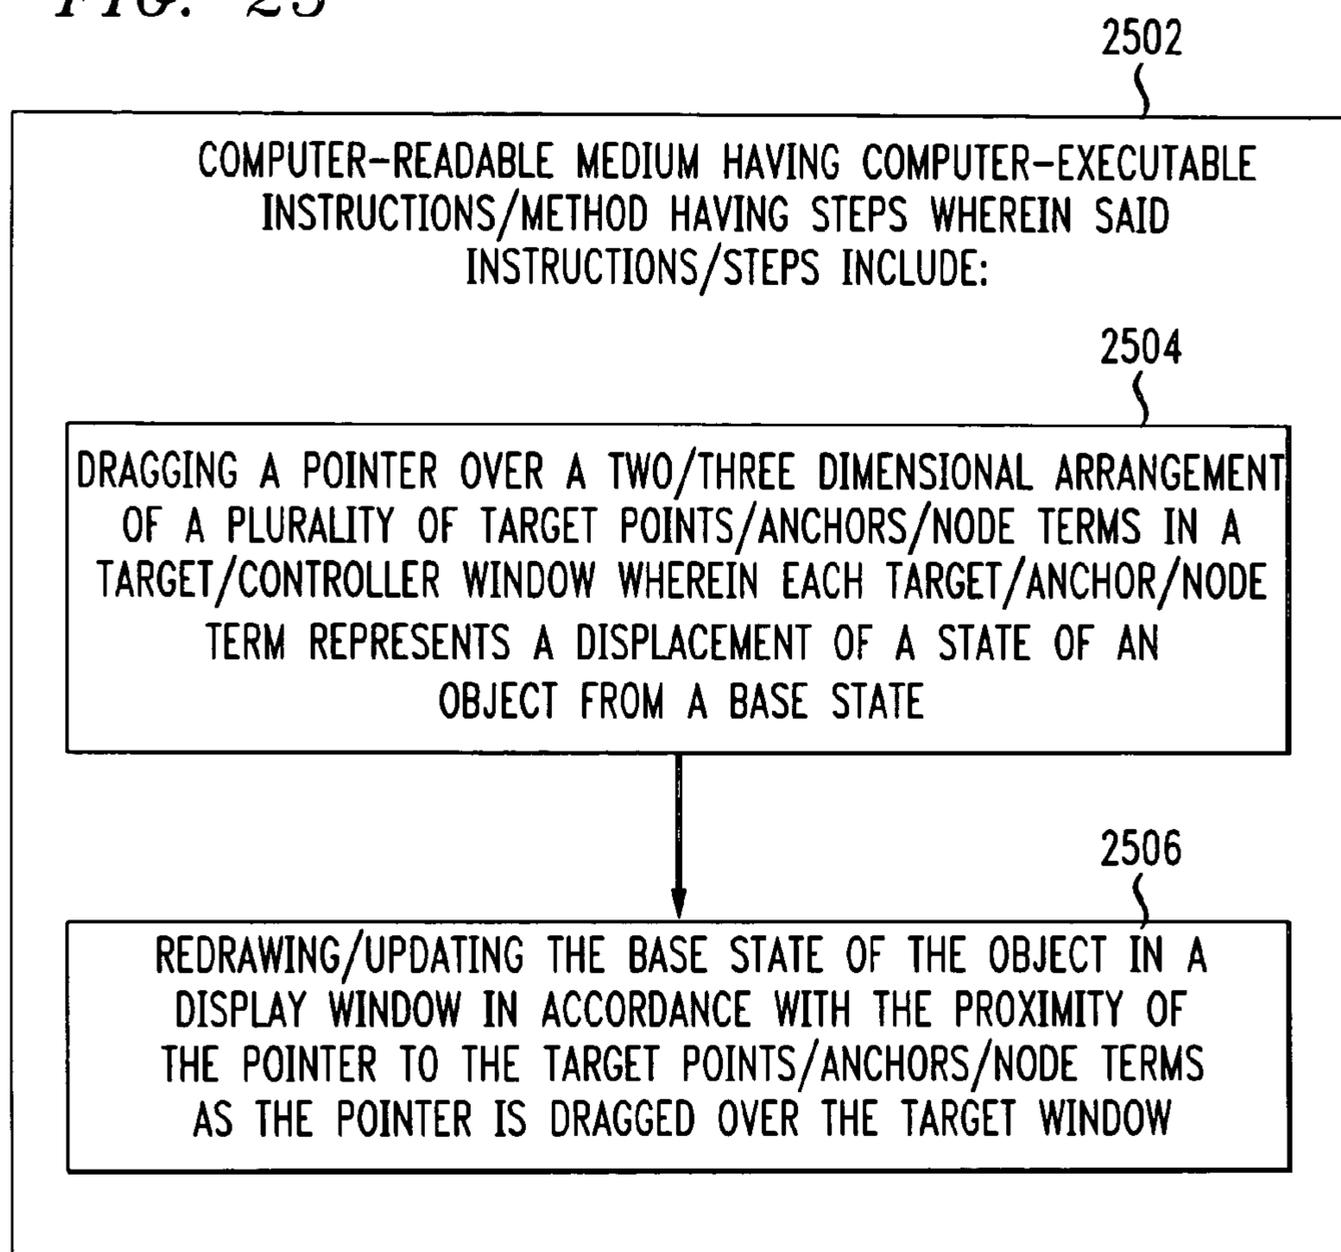 FIG. 25
2502
COMPUTER-READABLE MEDIUM HAVING COMPUTER-EXECUTABLE
INSTRUCTIONS/METHOD HAVING STEPS WHEREIN SAID
INSTRUCTIONS/STEPS INCLUDE:
2504
DRAGGING A POINTER OVER A TWO/THREE DIMENSIONAL ARRANGEMENT
OF A PLURALITY OF TARGET POINTS/ANCHORS/NODE TERMS IN A
TARGET/CONTROLLER WINDOW WHEREIN EACH TARGET/ANCHOR/NODE
TERM REPRESENTS A DISPLACEMENT OF A STATE OF AN
OBJECT FROM A BASE STATE
2506
REDRAWING/UPDATING THE BASE STATE OF THE OBJECT IN A
DISPLAY WINDOW IN ACCORDANCE WITH THE PROXIMITY OF
THE POINTER TO THE TARGET POINTS/ANCHORS/NODE TERMS
AS THE POINTER IS DRAGGED OVER THE TARGET WINDOW